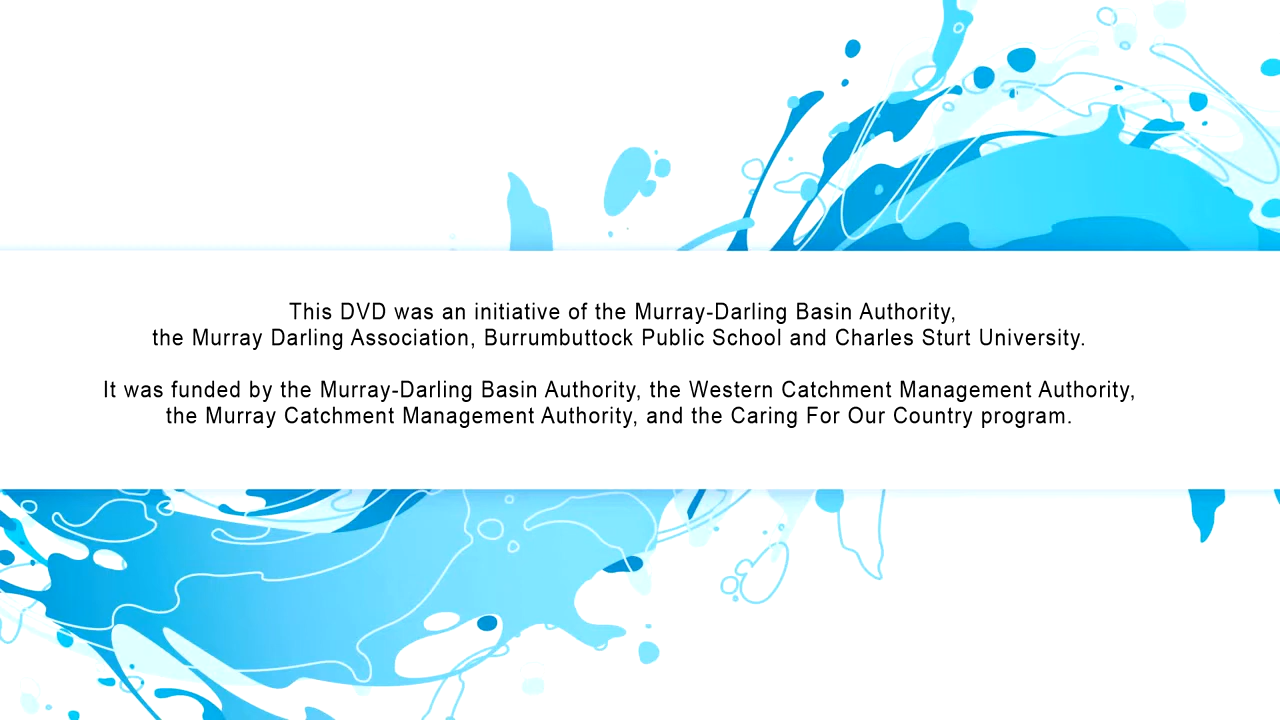 This DVD was an initiative of the Murray-Darling Basin Authority,
the Murray Darling Association, Burrumbuttock Public School and Charles Sturt University.
It was funded by the Murray-Darling Basin Authority, the Western Catchment Management Authority,
the Murray Catchment Management Authority, and the Caring For Our Country program.